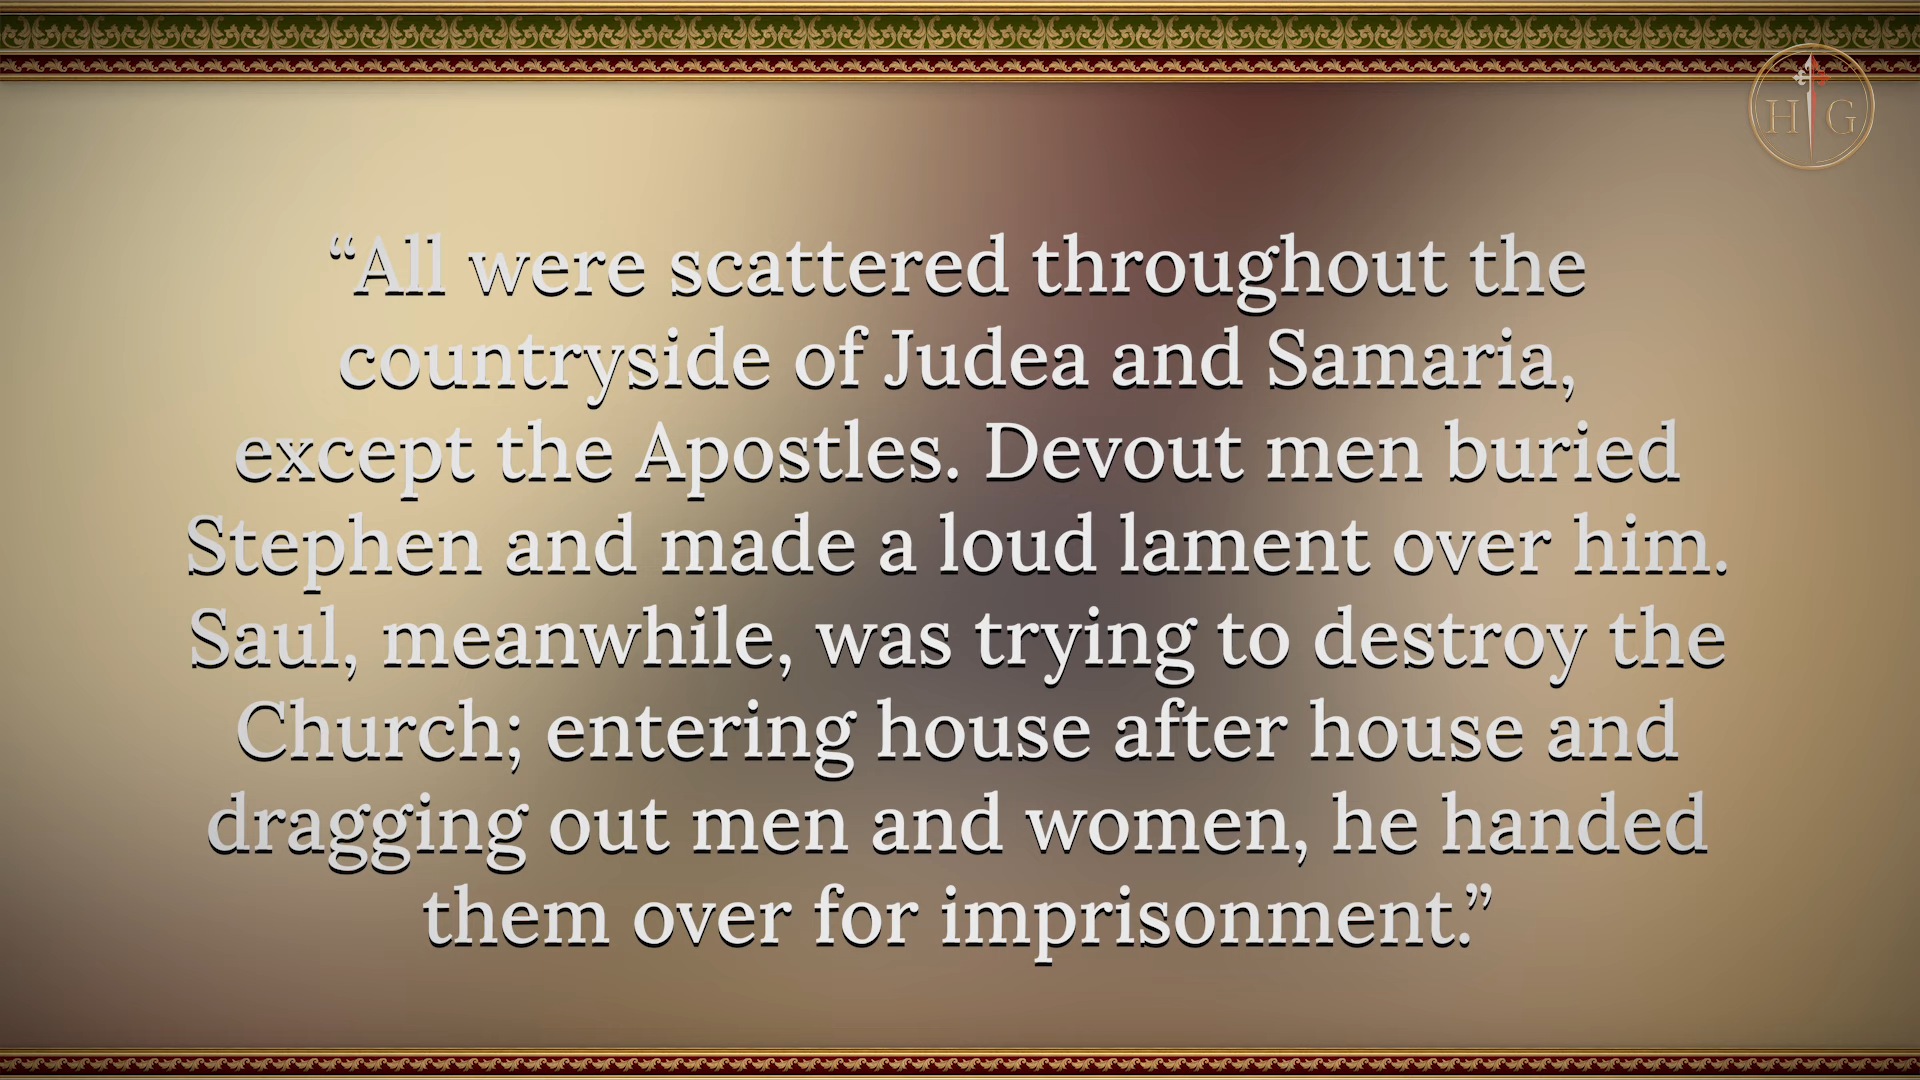 H G
“All were scattered throughout the
countryside of Judea and Samaria,
except the Apostles. Devout men buried
Stephen and made a loud lament over him.
Saul, meanwhile, was trying to destroy the
Church; entering house after house and
dragging out men and women, he handed
them over for imprisonment.”